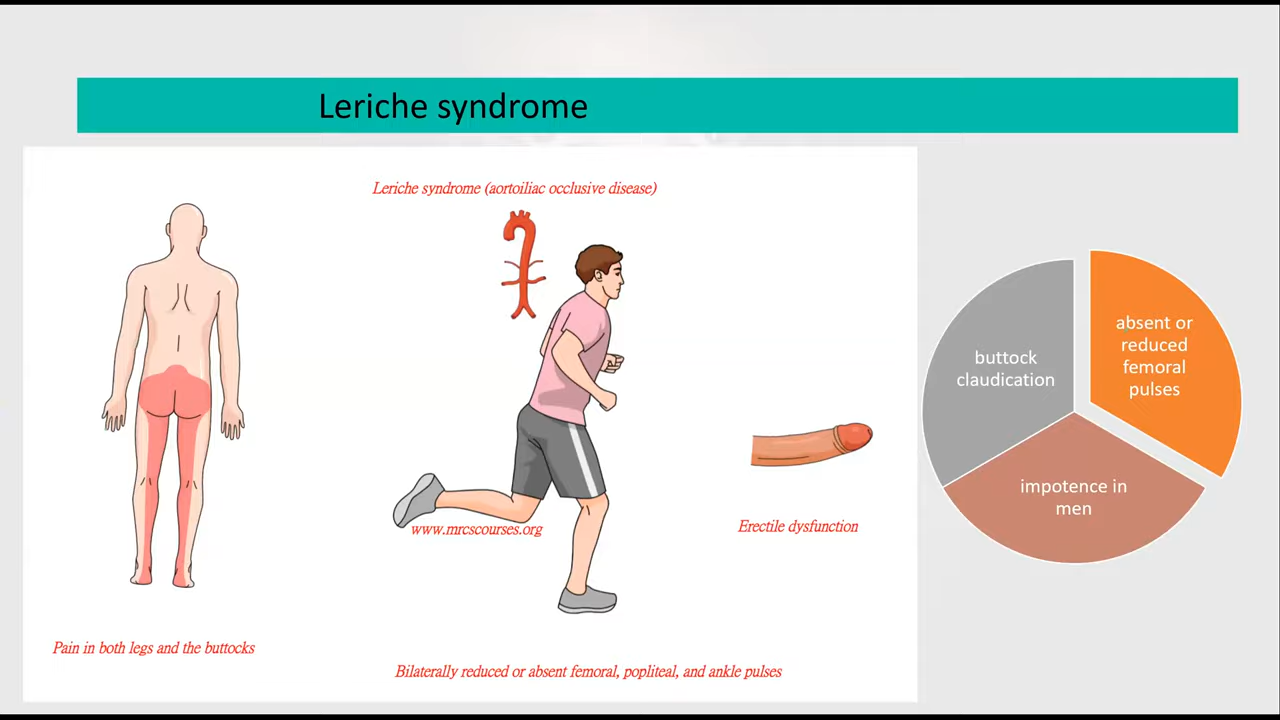 Leriche syndrome
Leriche syndrome (aortoiliac occlusive disease)
www.mrcscourses.org
Erectile dysfunction
Pain in both legs and the buttocks
Bilaterally reduced or absent femoral, popliteal, and ankle pulses
absent or
reduced
femoral
pulses
buttock
claudication
impotence in
men